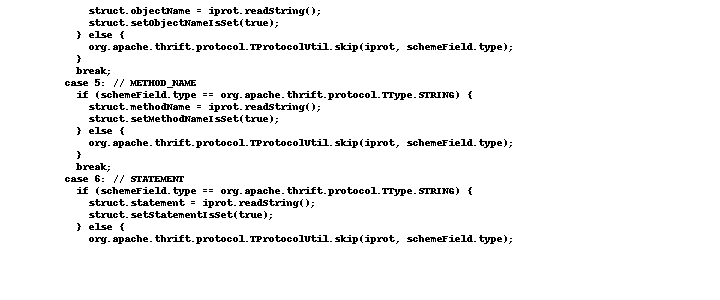 struct.objectName = iprot.readString();
struct.setObjectNameIsSet(true);
} else {
org.apache.thrift.protocol.TProtocolUtil.skip(iprot, schemeField.type);
}
break;
case 5: // METHOD_NAME
if (schemeField.type == org.apache.thrift.protocol.TType.STRING) {
struct.methodName = iprot.readString();
struct.setMethodNameIsSet(true);
} else {
org.apache.thrift.protocol.TProtocolUtil.skip(iprot, schemeField.type);
}
break;
case 6: // STATEMENT
if (schemeField.type == org.apache.thrift.protocol.TType.STRING) {
struct.statement = iprot.readString();
struct.setStatementIsSet(true);
} else {
org.apache.thrift.protocol.TProtocolUtil.skip(iprot, schemeField.type);